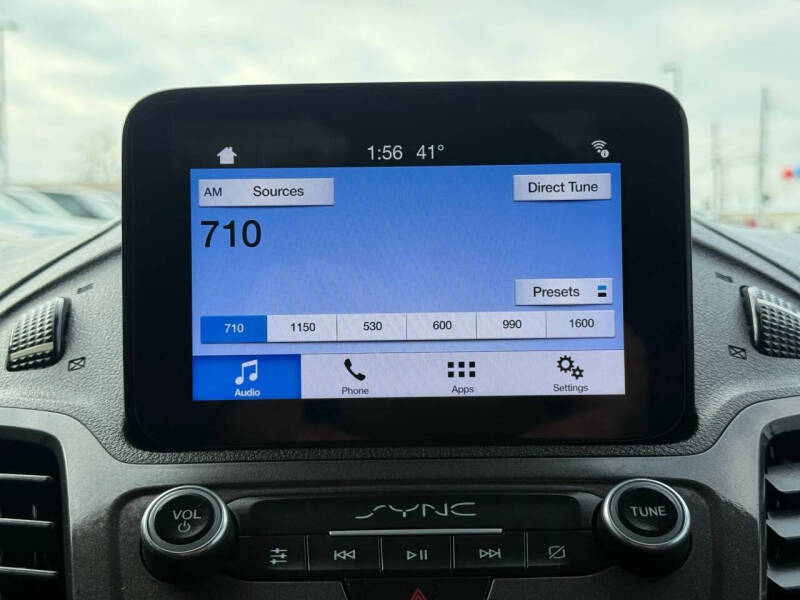 1:56 41°
AM Sources Direct Tune
710
Presets
710 1150 530 600 990 1600
Audio Phone Apps Settings
VOL SYNC TUNE